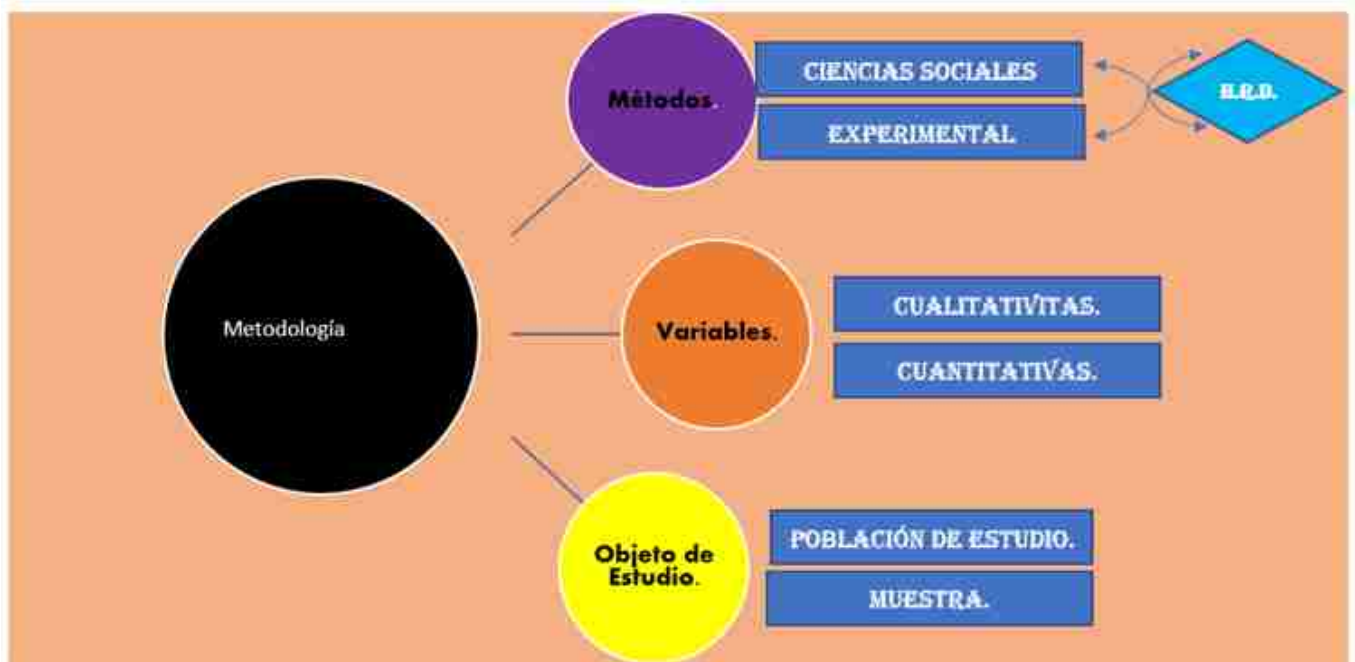 Métodos.
CIENCIAS SOCIALES
EXPERIMENTAL
Metodología
Variables.
CUALITATIVITAS.
CUANTITATIVAS.
Objeto de
Estudio.
POBLACIÓN DE ESTUDIO.
MUESTRA.